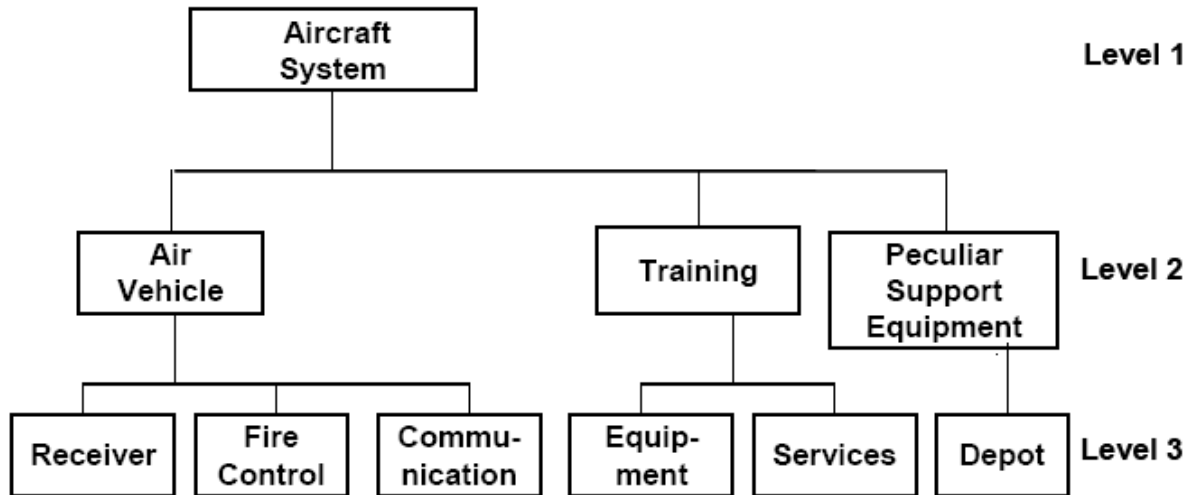 Aircraft
System
Level 1
Air
Vehicle
Training
Peculiar
Support
Equipment
Level 2
Receiver
Fire
Control
Commu-
nication
Equip-
ment
Services
Depot
Level 3